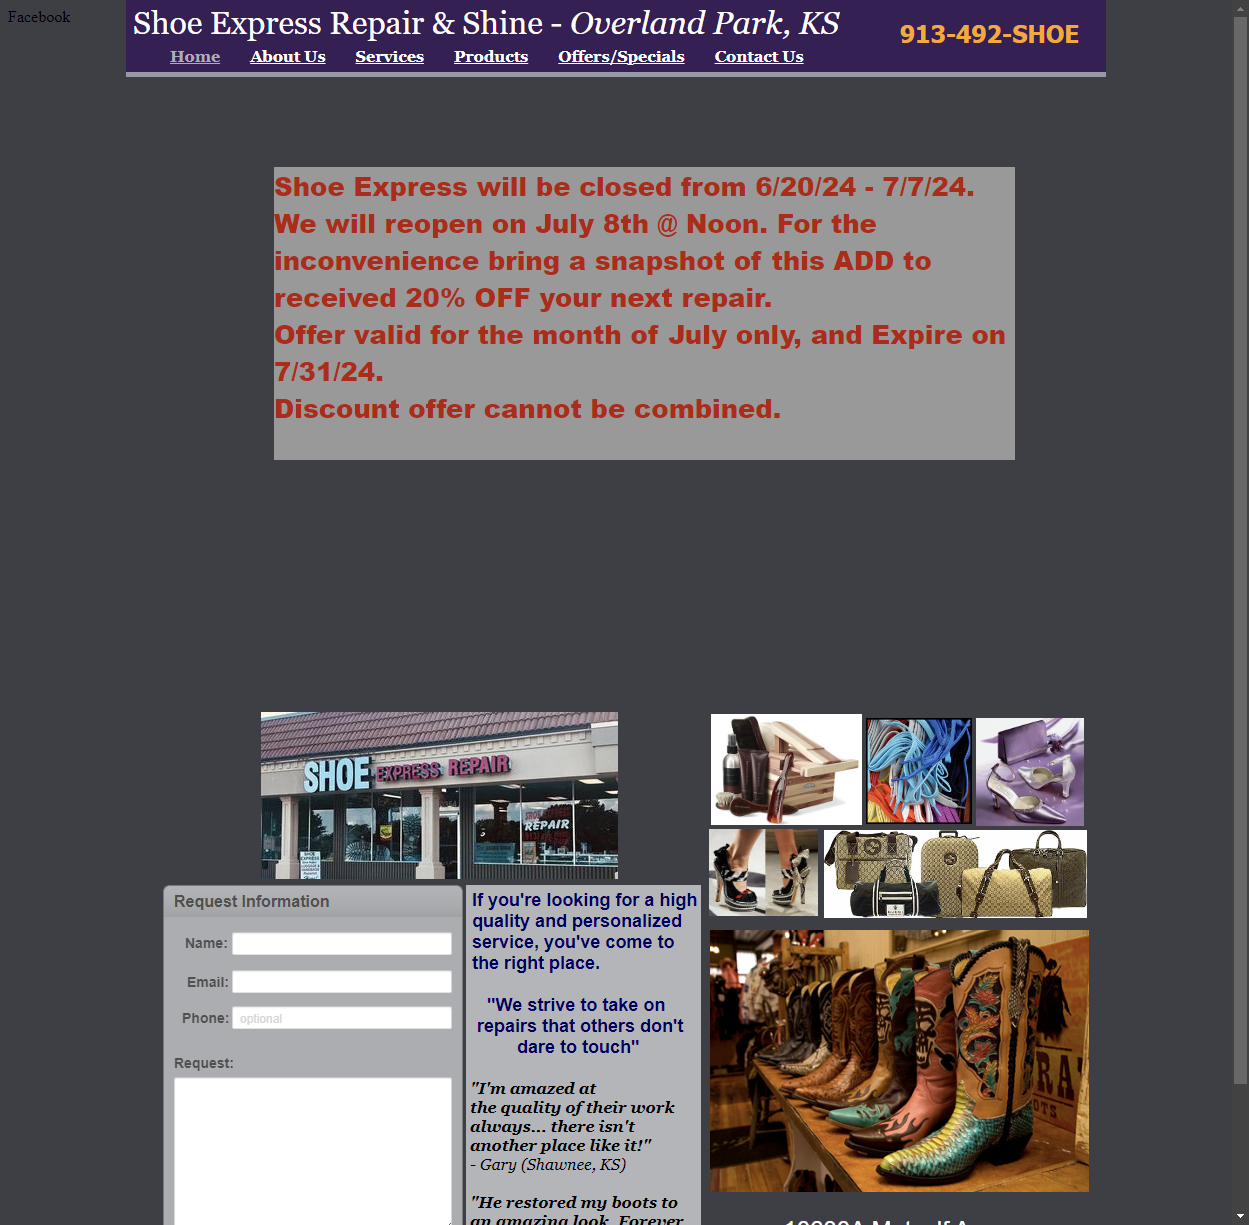 Facebook
Shoe Express Repair & Shine - Overland Park, KS
913-492-SHOE
Home About Us Services Products Offers/Specials Contact Us
Shoe Express will be closed from 6/20/24 - 7/7/24.
We will reopen on July 8th @ Noon. For the
inconvenience bring a snapshot of this ADD to
received 20% OFF your next repair.
Offer valid for the month of July only, and Expire on
7/31/24.
Discount offer cannot be combined.
SHOE EXPRESS REPAIR
REPAIR
SHOE
EXPRESS
Request Information
Name:
Email:
Phone: optional
Request:
If you're looking for a high
quality and personalized
service, you've come to
the right place.
"We strive to take on
repairs that others don't
dare to touch"
"I'm amazed at
the quality of their work
always... there isn't
another place like it!"
- Gary (Shawnee, KS)
"He restored my boots to
an amazing look. Forever